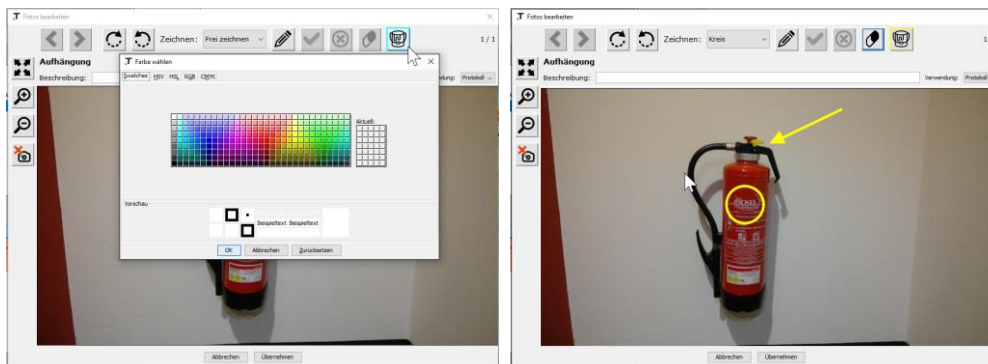 Fotos bearbeiten
Zeichnen: Frei zeichnen
1 / 1
Aufhängung
Beschreibung:
Protokoll
Farbe wählen
Swatches HSV HSL RGB CMYK
Aktuell:
Vorschau
Beispieltext Beispieltext
OK Abbrechen Zurücksetzen
Abbrechen Übernehmen
Fotos bearbeiten
Zeichnen: Kreis
1
Aufhängung
Beschreibung:
Verwendung: Protokoll
Abbrechen Übernehmen